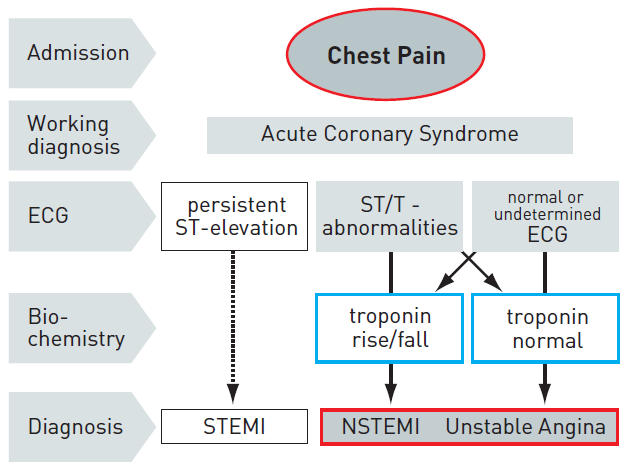 Admission
Chest Pain
Working
diagnosis
Acute Coronary Syndrome
ECG
persistent
ST-elevation
ST/T -
abnormalities
normal or
undetermined
ECG
Bio-
chemistry
troponin
rise/fall
troponin
normal
Diagnosis
STEMI
NSTEMI
Unstable Angina